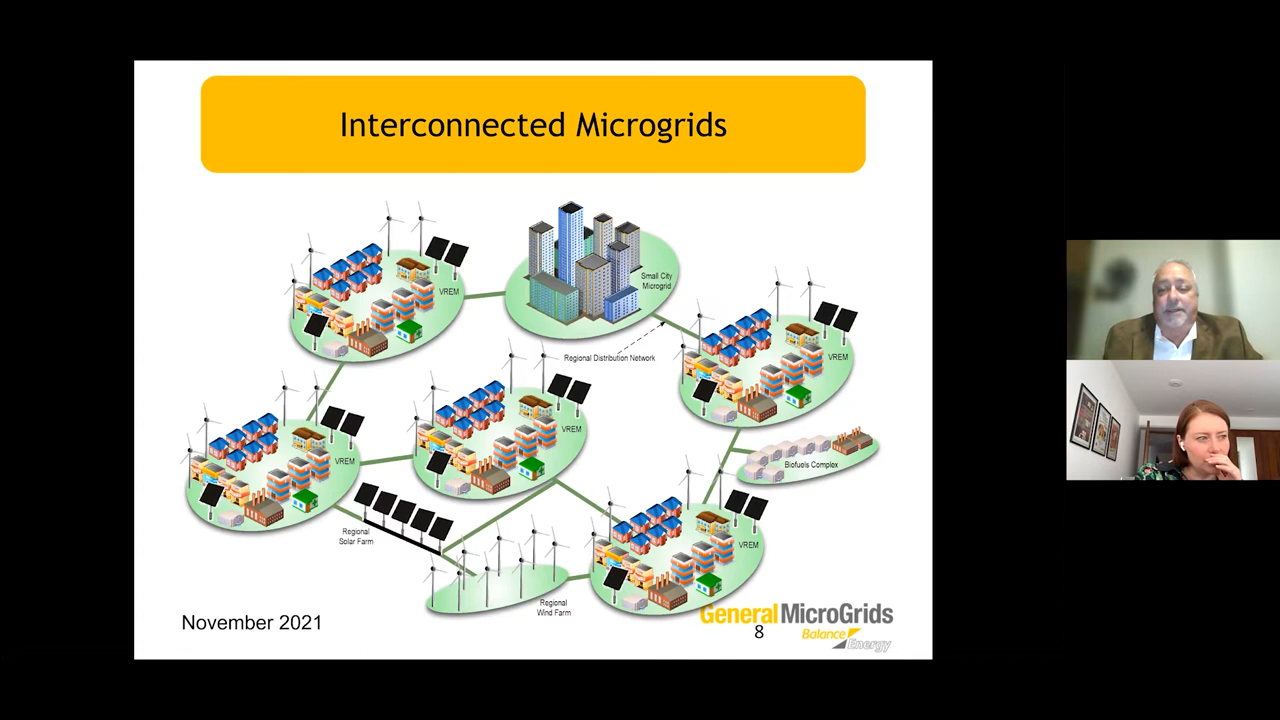 Interconnected Microgrids
VREM
Small City
Microgrid
Regional Distribution Network
VREM
VREM
VREM
Biofuels Complex
Regional
Solar Farm
VREM
Regional
Wind Farm
November 2021
General MicroGrids
8
Balance
Energy